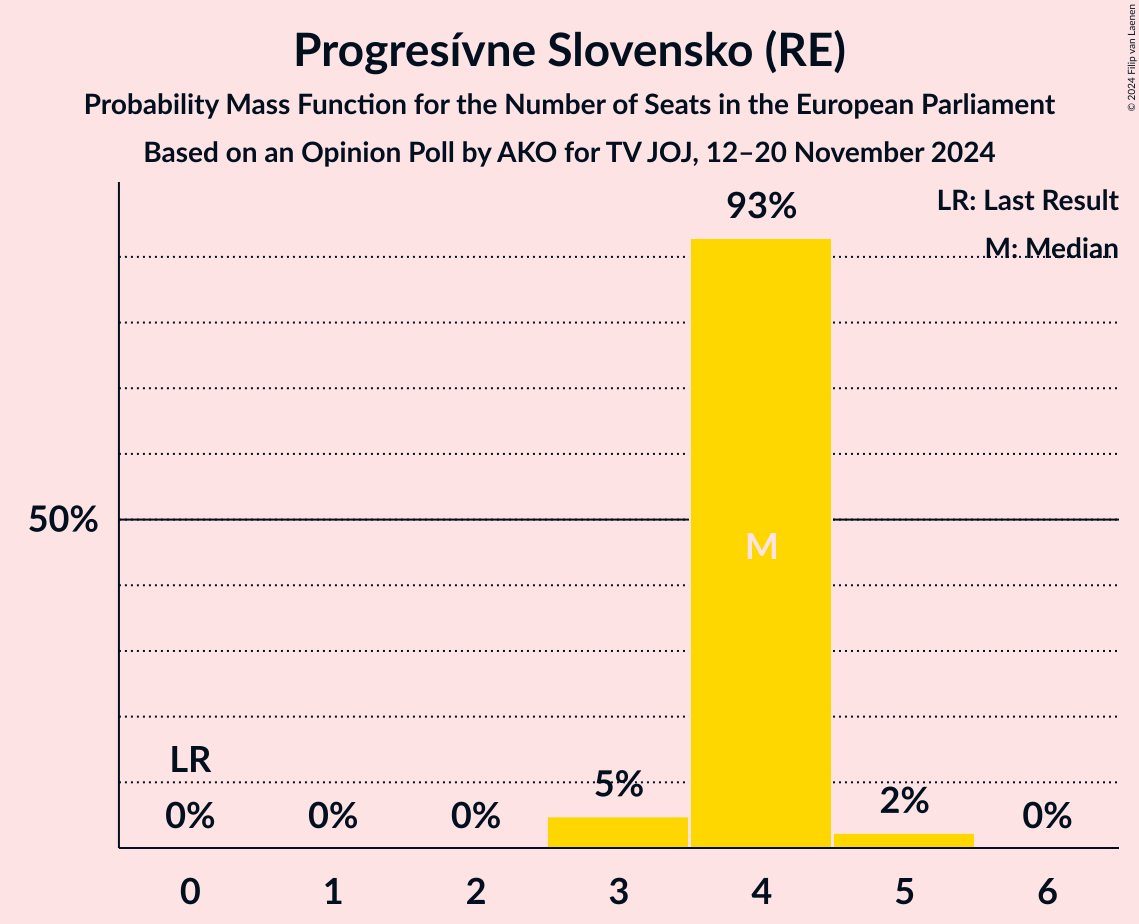 Progresívne Slovensko (RE)
Probability Mass Function for the Number of Seats in the European Parliament
Based on an Opinion Poll by AKO for TV JOJ, 12–20 November 2024
© 2024 Filip van Laenen
LR: Last Result
M: Median
93%
50%
M
LR
0%
0%
0%
5%
2%
0%
0
1
2
3
4
5
6